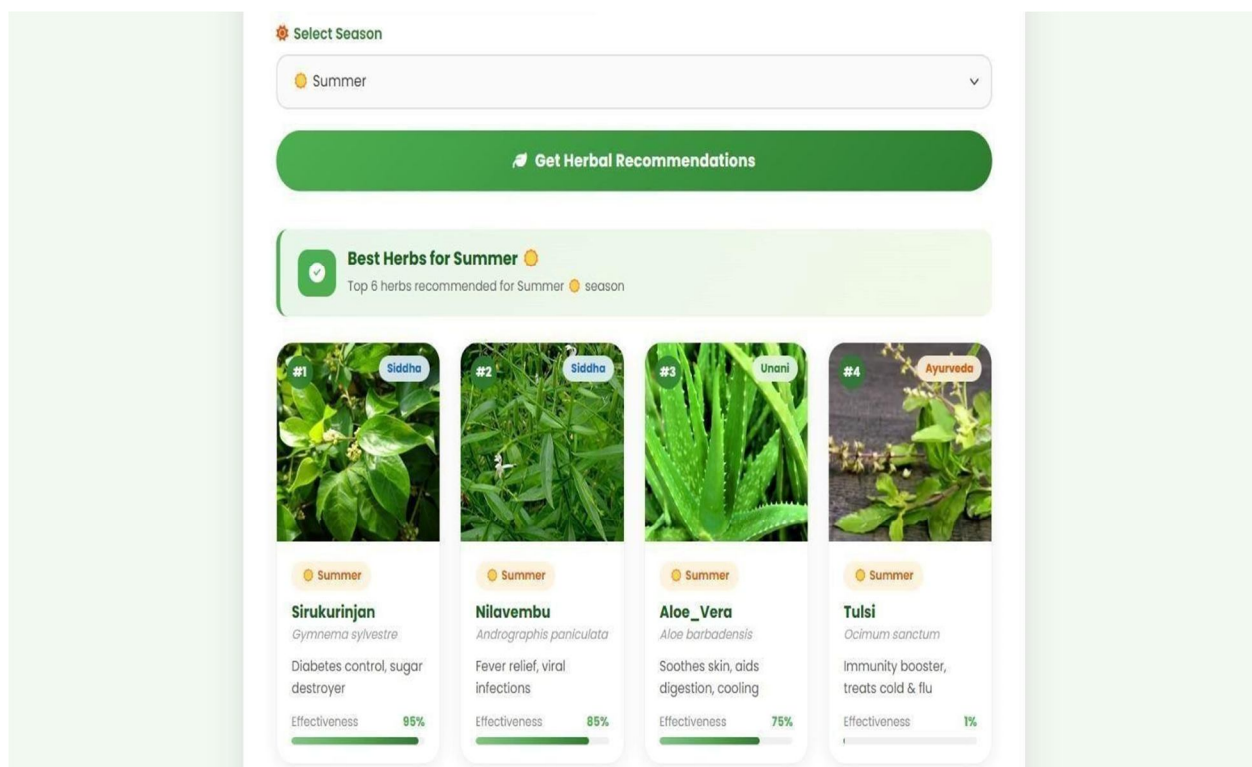 Select Season
Summer
Get Herbal Recommendations
Best Herbs for Summer
Top 6 herbs recommended for Summer season
#1 Siddha
#2 Siddha
#3 Unani
#4 Ayurveda
Summer
Summer
Summer
Summer
Sirukurinjan
Gymnema sylvestre
Diabetes control, sugar
destroyer
Effectiveness 95%
Nilavembu
Andrographis paniculata
Fever relief, viral
infections
Effectiveness 85%
Aloe_Vera
Aloe barbadensis
Soothes skin, aids
digestion, cooling
Effectiveness 75%
Tulsi
Ocimum sanctum
Immunity booster,
treats cold & flu
Effectiveness 1%